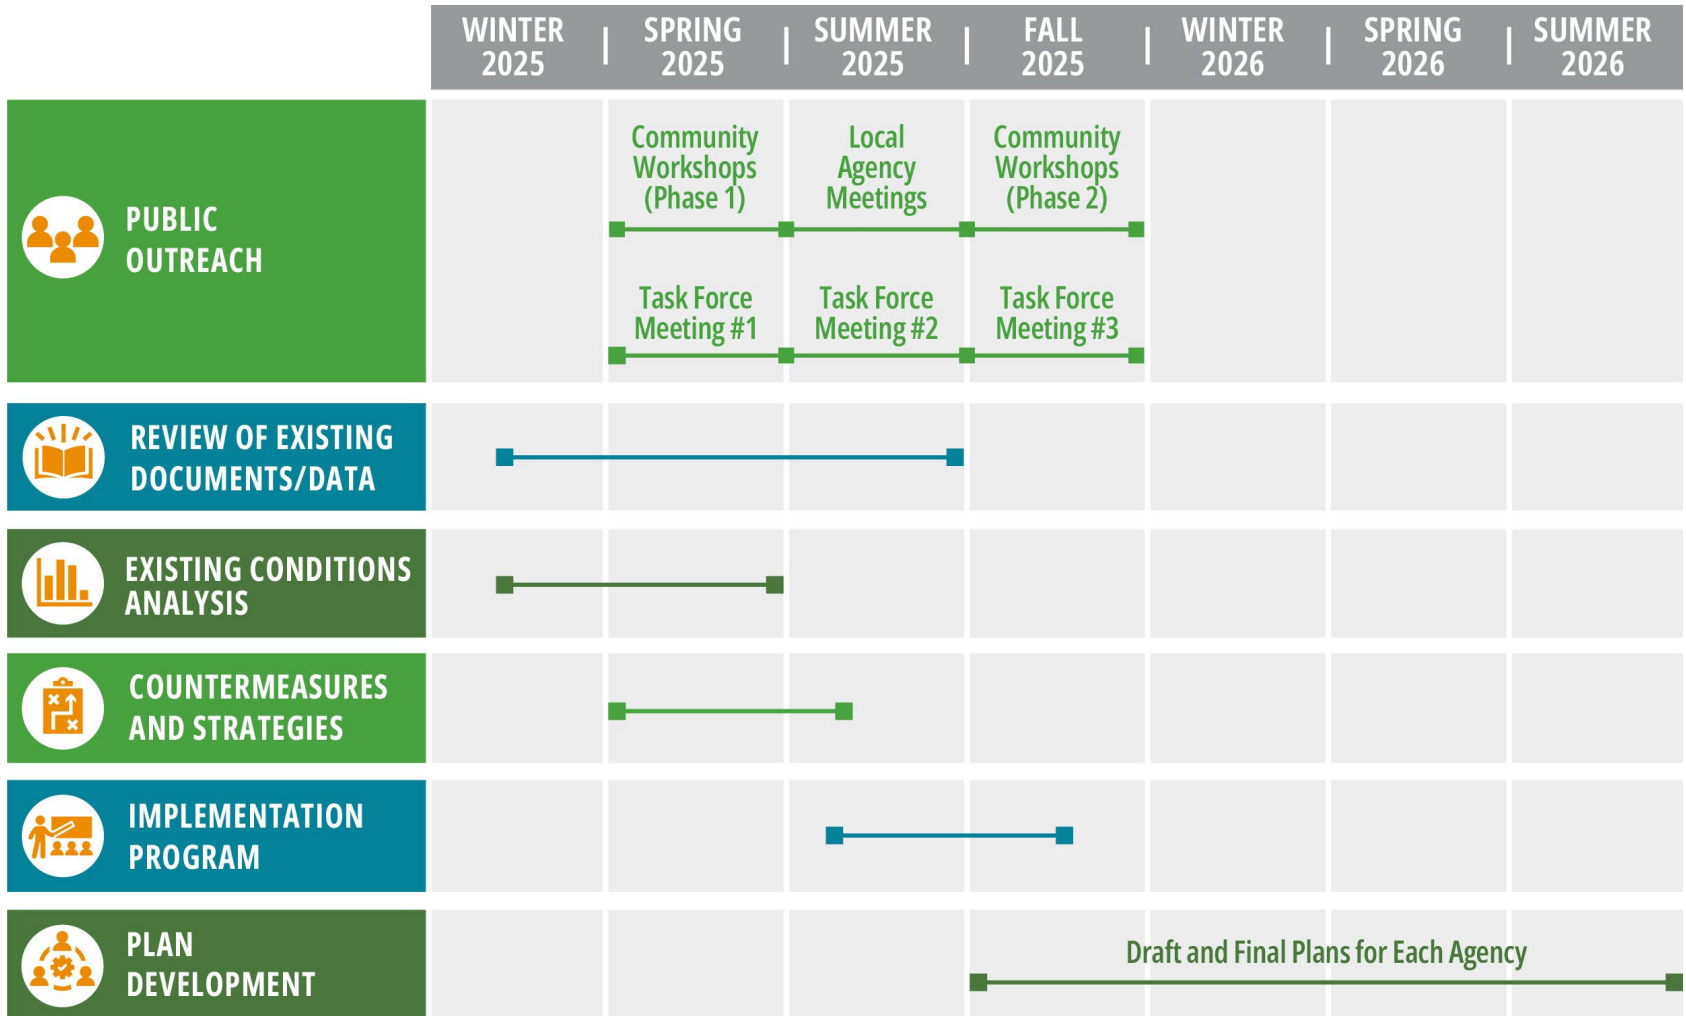 WINTER
2025
SPRING
2025
SUMMER
2025
FALL
2025
WINTER
2026
SPRING
2026
SUMMER
2026
PUBLIC
OUTREACH
Community
Workshops
(Phase 1)
Local
Agency
Meetings
Community
Workshops
(Phase 2)
Task Force
Meeting #1
Task Force
Meeting #2
Task Force
Meeting #3
REVIEW OF EXISTING
DOCUMENTS/DATA
EXISTING CONDITIONS
ANALYSIS
COUNTERMEASURES
AND STRATEGIES
IMPLEMENTATION
PROGRAM
PLAN
DEVELOPMENT
Draft and Final Plans for Each Agency